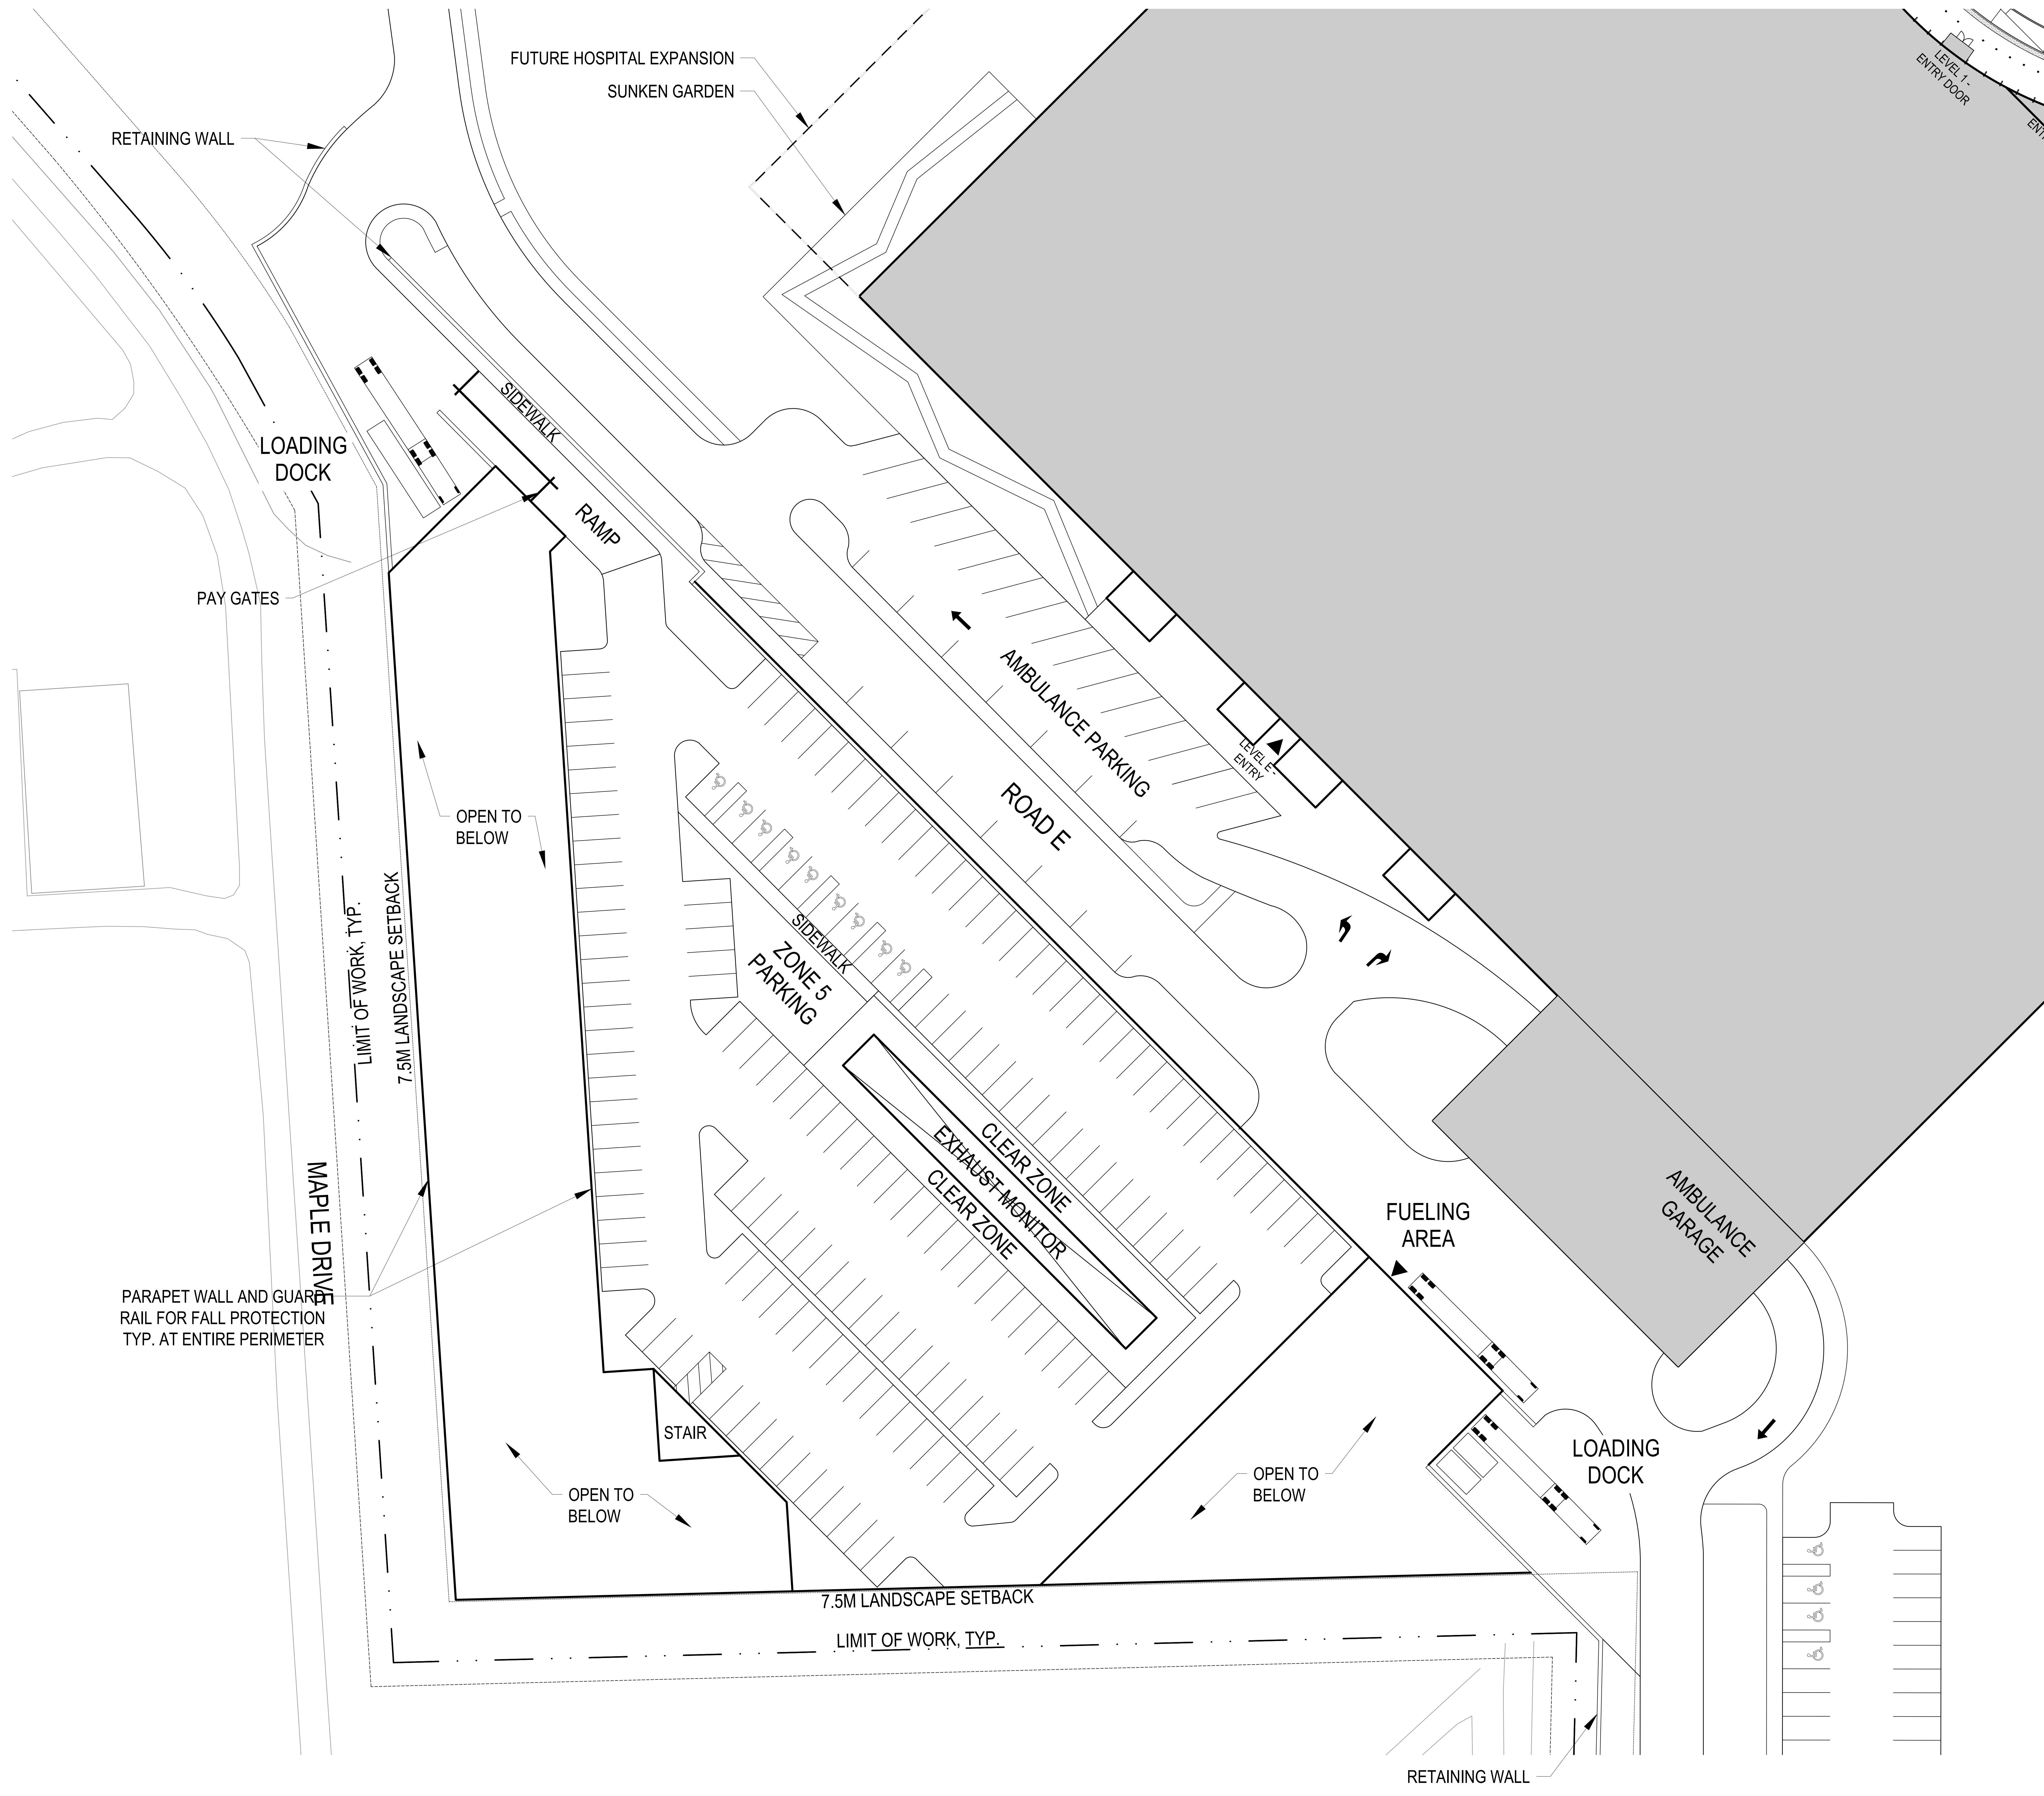 FUTURE HOSPITAL EXPANSION
SUNKEN GARDEN
LEVEL 1 -
ENTRY DOOR
RETAINING WALL
SIDEWALK
LOADING
DOCK
RAMP
PAY GATES
AMBULANCE PARKING
LEVEL E -
ENTRY
ROAD E
OPEN TO
BELOW
LIMIT OF WORK, TYP.
7.5M LANDSCAPE SETBACK
SIDEWALK
ZONE 5
PARKING
CLEAR ZONE
EXHAUST MONITOR
CLEAR ZONE
MAPLE DRIVE
FUELING
AREA
AMBULANCE
GARAGE
PARAPET WALL AND GUARD
RAIL FOR FALL PROTECTION
TYP. AT ENTIRE PERIMETER
STAIR
OPEN TO
BELOW
OPEN TO
BELOW
LOADING
DOCK
7.5M LANDSCAPE SETBACK
LIMIT OF WORK, TYP.
RETAINING WALL